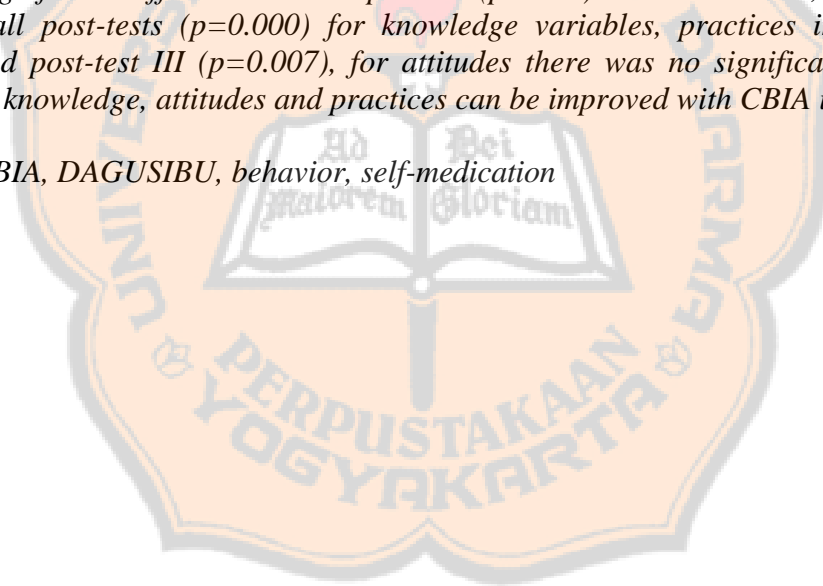 all post-tests (p=0.000) for knowledge variables, practices i
d post-test III (p=0.007), for attitudes there was no significa
knowledge, attitudes and practices can be improved with CBIA
BIA, DAGUSIBU, behavior, self-medication
Ad Dei
Maiorem Gloriam
PERPUSTAKAAN
YOGYAKARTA